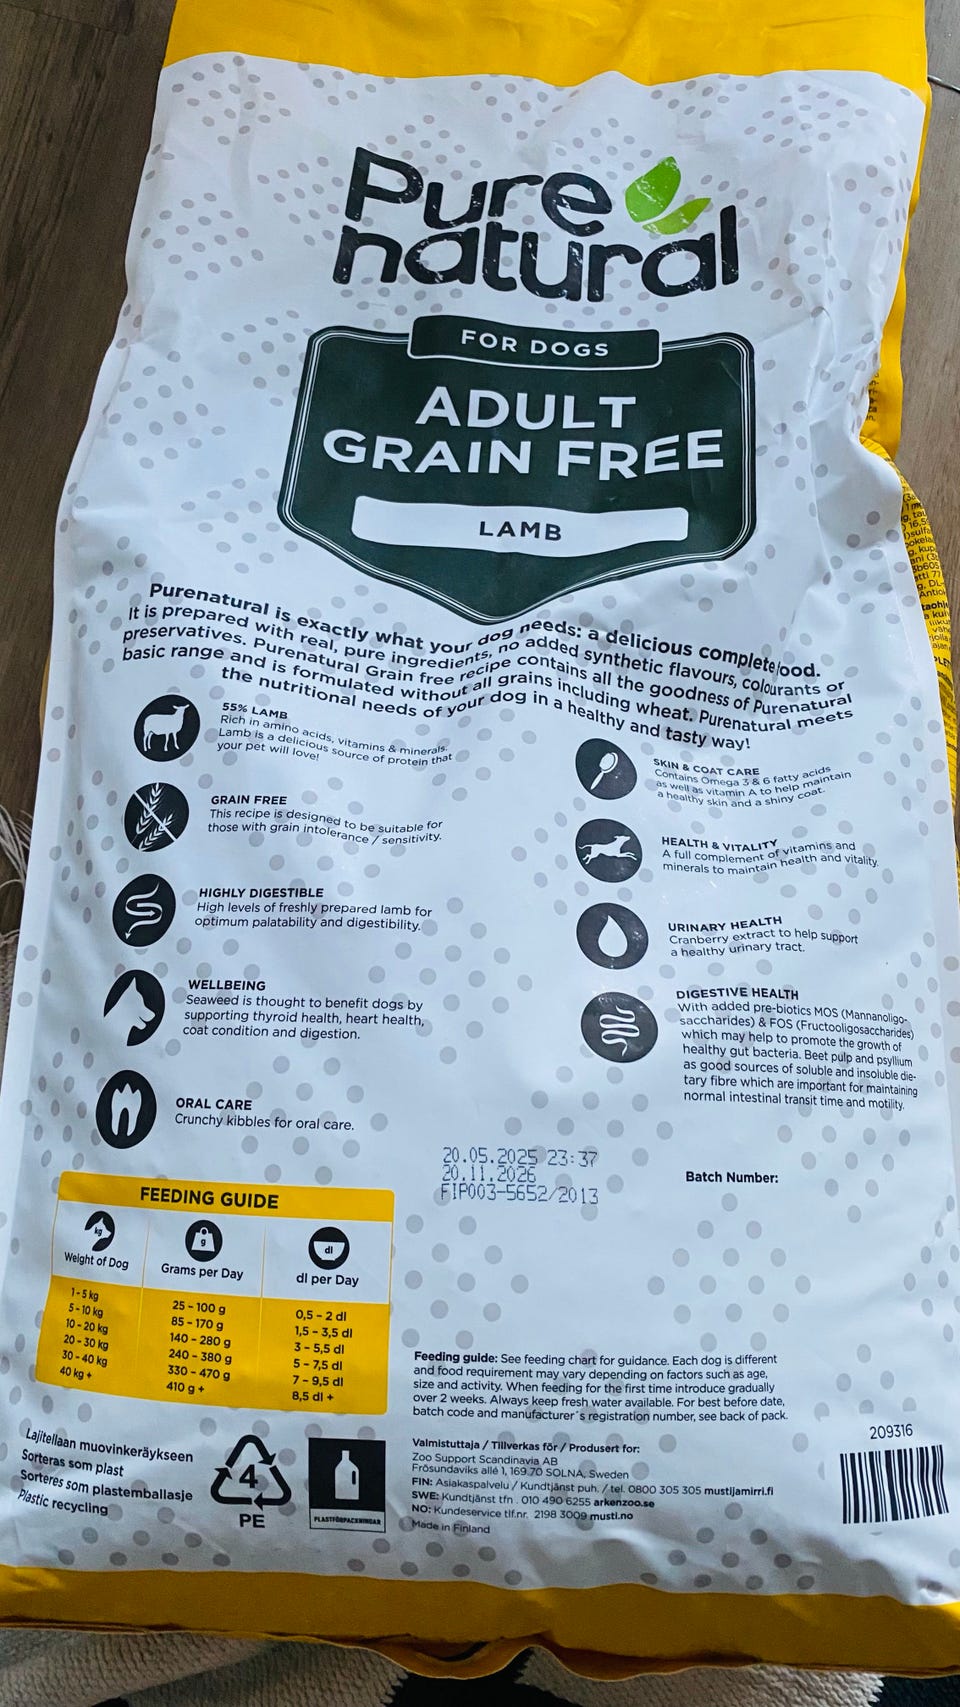 Pure
natural
FOR DOGS
ADULT
GRAIN FREE
LAMB
Purenatural is exactly what your dog needs: a delicious complete food.
It is prepared with real, pure ingredients, no added synthetic flavours, colourants or
preservatives. Purenatural Grain free recipe contains all the goodness of Purenatural
basic range and is formulated without all grains including wheat. Purenatural meets
the nutritional needs of your dog in a healthy and tasty way!
55% LAMB
Rich in amino acids, vitamins & minerals.
Lamb is a delicious source of protein that
your pet will love!
GRAIN FREE
This recipe is designed to be suitable for
those with grain intolerance / sensitivity.
HIGHLY DIGESTIBLE
High levels of freshly prepared lamb for
optimum palatability and digestibility.
WELLBEING
Seaweed is thought to benefit dogs by
supporting thyroid health, heart health,
coat condition and digestion.
ORAL CARE
Crunchy kibbles for oral care.
SKIN & COAT CARE
Contains Omega 3 & 6 fatty acids
as well as vitamin A to help maintain
a healthy skin and a shiny coat.
HEALTH & VITALITY
A full complement of vitamins and
minerals to maintain health and vitality.
URINARY HEALTH
Cranberry extract to help support
a healthy urinary tract.
DIGESTIVE HEALTH
With added pre-biotics MOS (Mannanoligo-
saccharides) & FOS (Fructooligosaccharides)
which may help to promote the growth of
healthy gut bacteria. Beet pulp and psyllium
as good sources of soluble and insoluble die-
tary fibre which are important for maintaining
normal intestinal transit time and motility.
20.05.2025 23:37
20.11.2026
FIP003-5652/2013
Batch Number:
FEEDING GUIDE
kg g dl
Weight of Dog Grams per Day dl per Day
1 - 5 kg 25 - 100 g 0,5 - 2 dl
5 - 10 kg 85 - 170 g 1,5 - 3,5 dl
10 - 20 kg 140 - 280 g 3 - 5,5 dl
20 - 30 kg 240 - 380 g 5 - 7,5 dl
30 - 40 kg 330 - 470 g 7 - 9,5 dl
40 kg + 410 g + 8,5 dl +
Feeding guide: See feeding chart for guidance. Each dog is different
and food requirement may vary depending on factors such as age,
size and activity. When feeding for the first time introduce gradually
over 2 weeks. Always keep fresh water available. For best before date,
batch code and manufacturer´s registration number, see back of pack.
Lajitellaan muovinkeräykseen
Sorteras som plast
Sorteres som plastemballasje
Plastic recycling
4
PE
PLASTFÖRPACKNINGAR
Valmistuttaja / Tillverkas för / Produsert for:
Zoo Support Scandinavia AB
Frösundaviks allé 1, 169 70 SOLNA, Sweden
FIN: Asiakaspalvelu / Kundtjänst puh. / tel. 0800 305 305 mustijamirri.fi
SWE: Kundtjänst tfn . 010 490 6255 arkenzoo.se
NO: Kundeservice tlf.nr. 2198 3009 musti.no
Made in Finland
209316